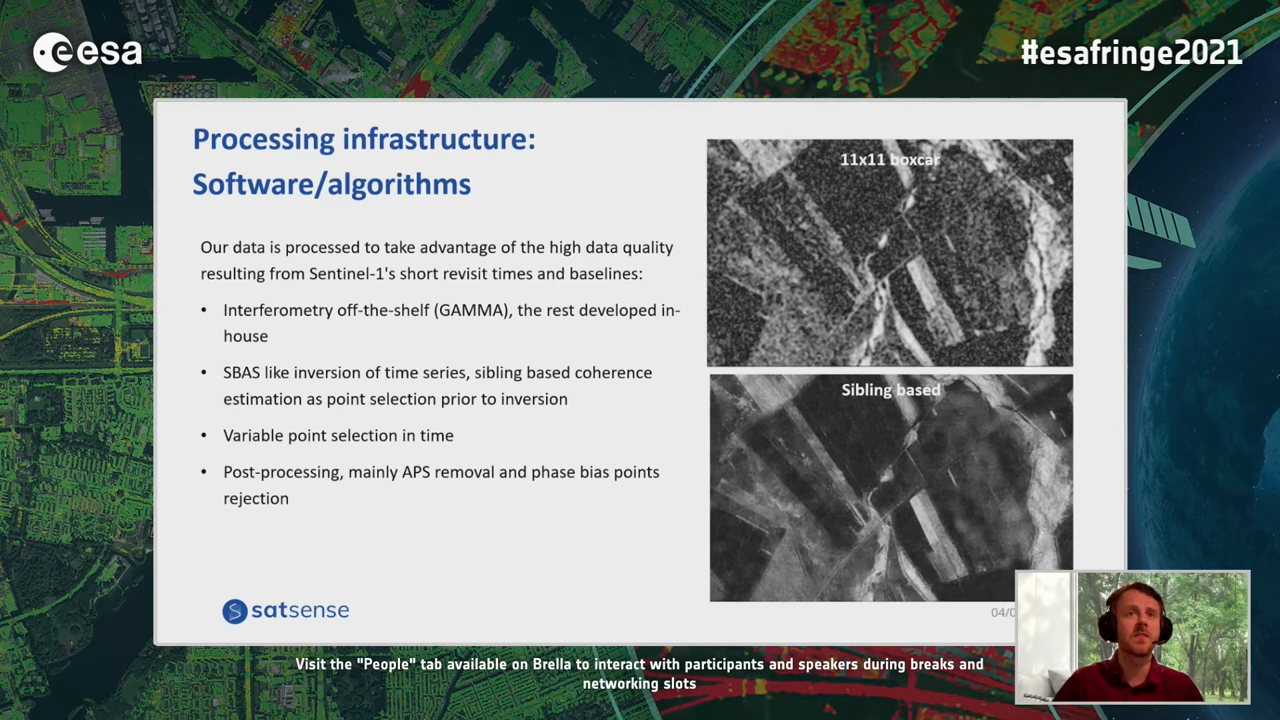 esa
#esafringe2021
Processing infrastructure:
Software/algorithms
Our data is processed to take advantage of the high data quality
resulting from Sentinel-1's short revisit times and baselines:
• Interferometry off-the-shelf (GAMMA), the rest developed in-
house
• SBAS like inversion of time series, sibling based coherence
estimation as point selection prior to inversion
• Variable point selection in time
• Post-processing, mainly APS removal and phase bias points
rejection
11x11 boxcar
Sibling based
satsense
04/0
Visit the "People" tab available on Brella to interact with participants and speakers during breaks and
networking slots